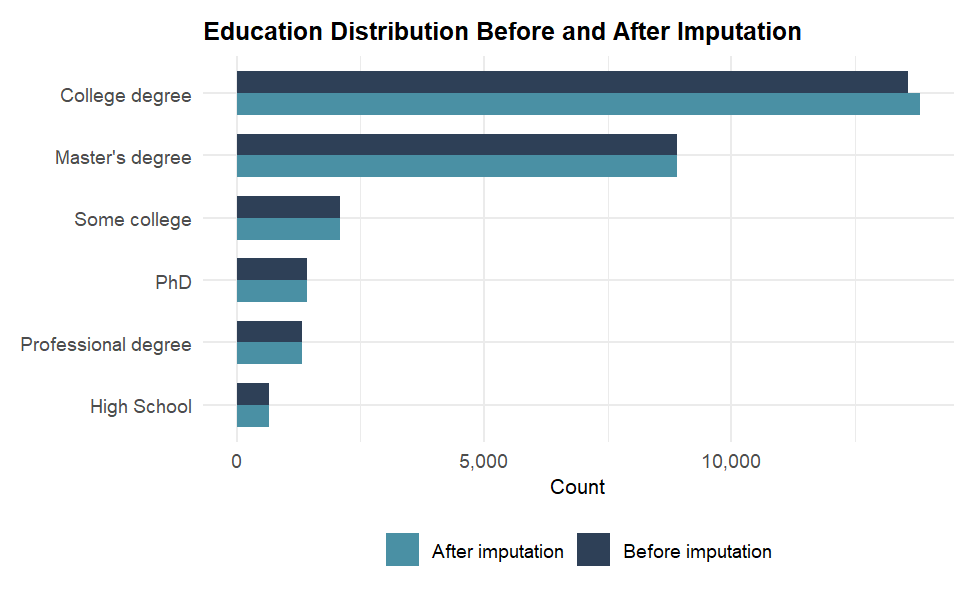 Education Distribution Before and After Imputation
College degree
Master's degree
Some college
PhD
Professional degree
High School
0 5,000 10,000
Count
After imputation Before imputation